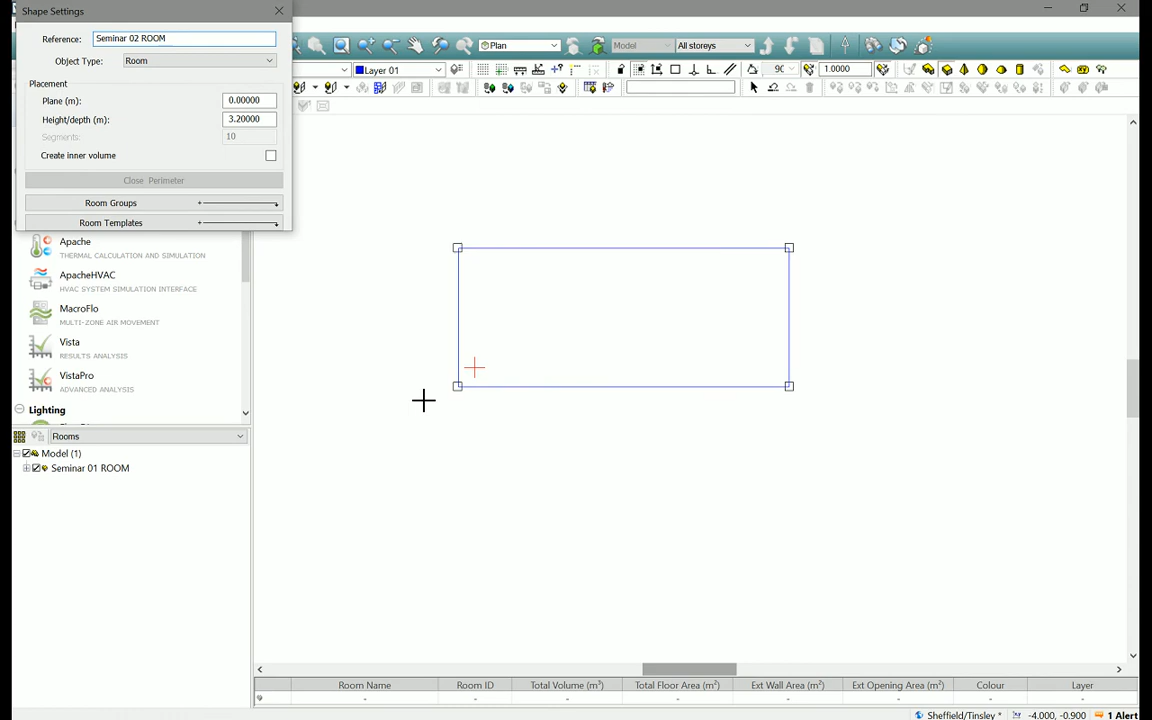 Shape Settings
Reference: Seminar 02 ROOM
Object Type: Room
Placement
Plane (m): 0.00000
Height/depth (m): 3.20000
Segments: 10
Create inner volume
Close Perimeter
Room Groups
Room Templates
Plan
Model
All storeys
Layer 01
90
1.0000
Apache
THERMAL CALCULATION AND SIMULATION
ApacheHVAC
HVAC SYSTEM SIMULATION INTERFACE
MacroFlo
MULTI-ZONE AIR MOVEMENT
Vista
RESULTS ANALYSIS
VistaPro
ADVANCED ANALYSIS
Lighting
Rooms
Model (1)
Seminar 01 ROOM
Room Name Room ID Total Volume (m³) Total Floor Area (m²) Ext Wall Area (m²) Ext Opening Area (m²) Colour Layer
- - - - - - - -
Sheffield/Tinsley * -4.000, -0.900 1 Alert